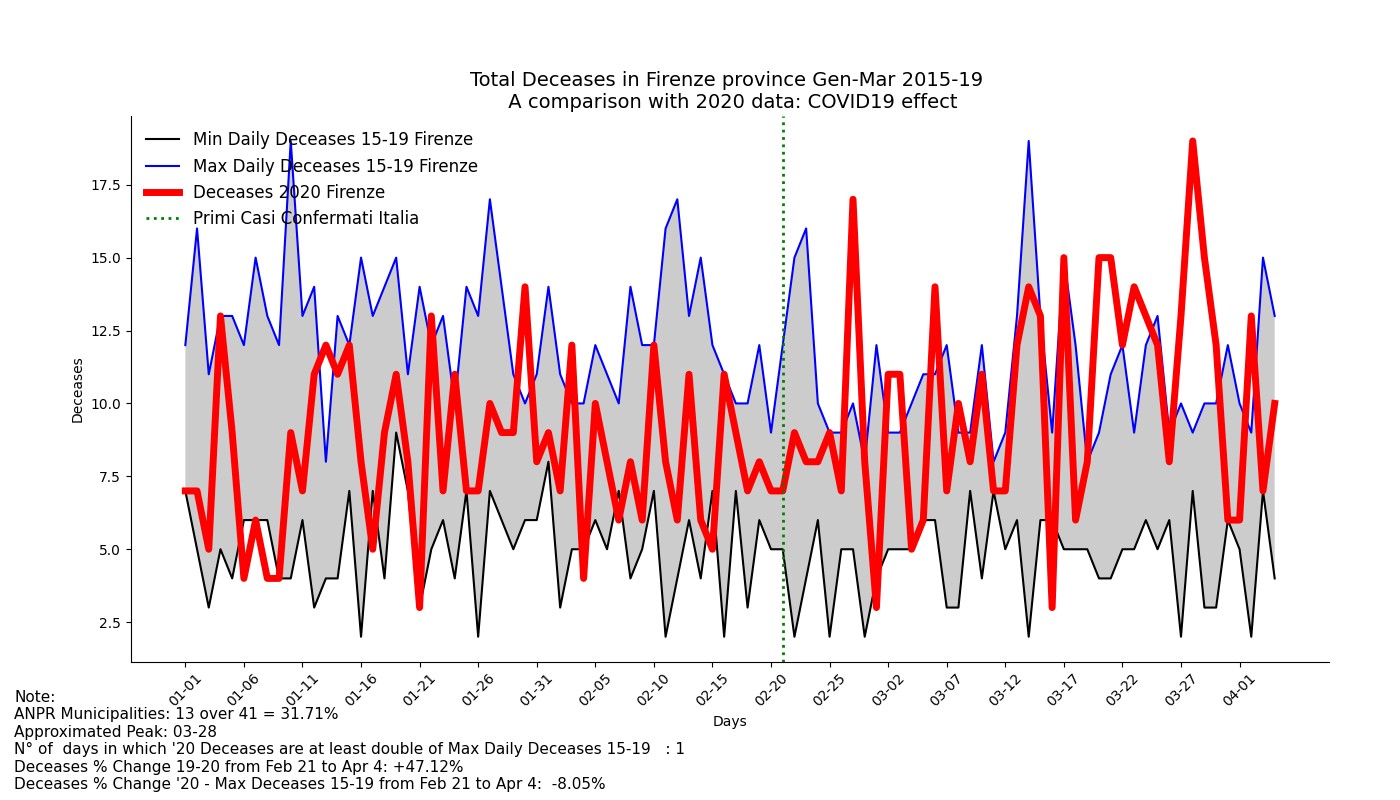 Total Deceases in Firenze province Gen-Mar 2015-19
A comparison with 2020 data: COVID19 effect
Min Daily Deceases 15-19 Firenze
Max Daily Deceases 15-19 Firenze
Deceases 2020 Firenze
Primi Casi Confermati Italia
Deceases
17.5
15.0
12.5
10.0
7.5
5.0
2.5
01-01 01-06 01-11 01-16 01-21 01-26 01-31 02-05 02-10 02-15 02-20 02-25 03-02 03-07 03-12 03-17 03-22 03-27 04-01
Days
Note:
ANPR Municipalities: 13 over 41 = 31.71%
Approximated Peak: 03-28
N° of  days in which '20 Deceases are at least double of Max Daily Deceases 15-19   : 1
Deceases % Change 19-20 from Feb 21 to Apr 4: +47.12%
Deceases % Change '20 - Max Deceases 15-19 from Feb 21 to Apr 4:  -8.05%